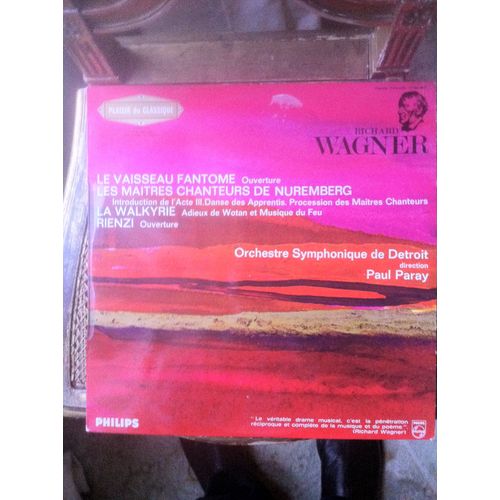 PLAISIR du CLASSIQUE
RICHARD
WAGNER
LE VAISSEAU FANTOME Ouverture
LES MAITRES CHANTEURS DE NUREMBERG
Introduction de l'Acte III. Danse des Apprentis. Procession des Maîtres Chanteurs
LA WALKYRIE Adieux de Wotan et Musique du Feu
RIENZI Ouverture
Orchestre Symphonique de Detroit
direction
Paul Paray
PHILIPS
"Le véritable drame musical, c'est la pénétration
réciproque et complète de la musique et du poème"
(Richard Wagner)
PHILIPS